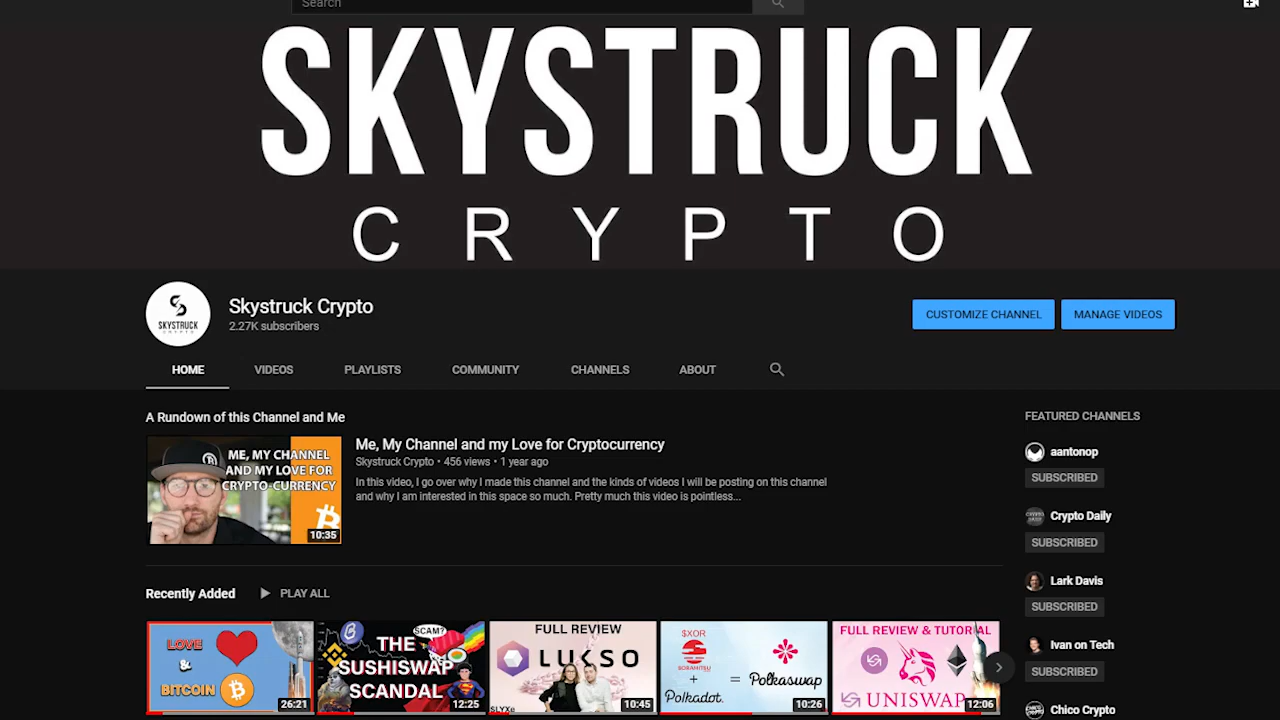 Search
SKYSTRUCK
CRYPTO
SKYSTRUCK
CRYPTO
Skystruck Crypto
2.27K subscribers
CUSTOMIZE CHANNEL
MANAGE VIDEOS
HOME
VIDEOS
PLAYLISTS
COMMUNITY
CHANNELS
ABOUT
A Rundown of this Channel and Me
ME, MY CHANNEL
AND MY LOVE FOR
CRYPTO-CURRENCY
10:35
Me, My Channel and my Love for Cryptocurrency
Skystruck Crypto • 456 views • 1 year ago
In this video, I go over why I made this channel and the kinds of videos I will be posting on this channel
and why I am interested in this space so much. Pretty much this video is pointless...
FEATURED CHANNELS
aantonop
SUBSCRIBED
Crypto Daily
SUBSCRIBED
Lark Davis
SUBSCRIBED
Ivan on Tech
SUBSCRIBED
Chico Crypto
Recently Added
PLAY ALL
LOVE
&
BITCOIN
26:21
SCAM?
THE
SUSHISWAP
SCANDAL
12:25
FULL REVIEW
LUKSO
$LYXe
10:45
$XOR
SORAMITSU
+
Polkadot.
=
Polkaswap
10:26
FULL REVIEW & TUTORIAL
UNISWAP
12:06